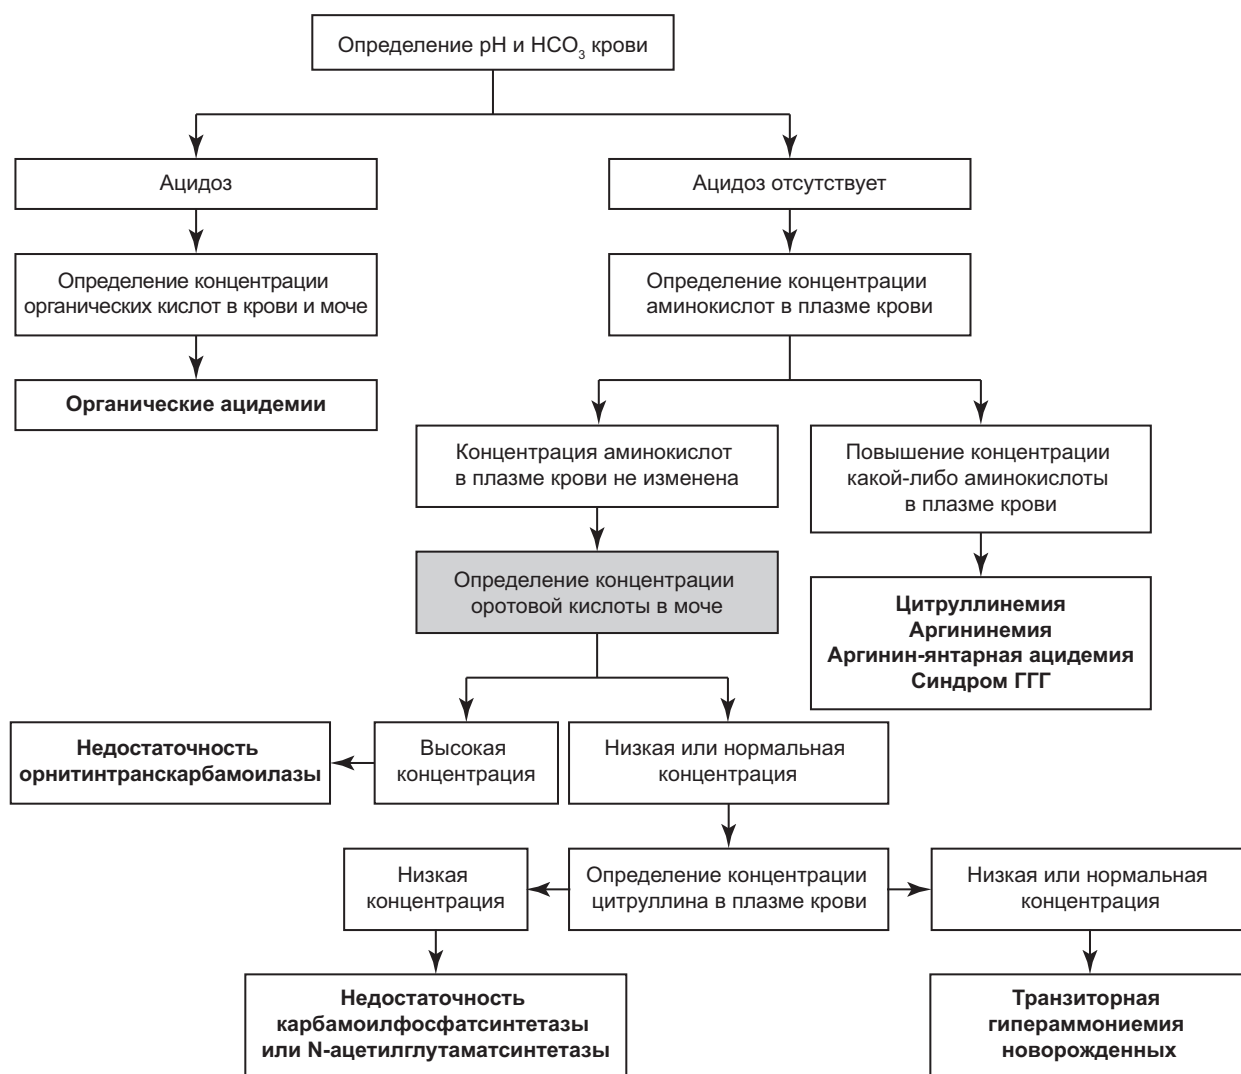 Определение pH и HCO3 крови
Ацидоз
Ацидоз отсутствует
Определение концентрации
органических кислот в крови и моче
Определение концентрации
аминокислот в плазме крови
Органические ацидемии
Концентрация аминокислот
в плазме крови не изменена
Повышение концентрации
какой-либо аминокислоты
в плазме крови
Определение концентрации
оротовой кислоты в моче
Цитруллинемия
Аргининемия
Аргинин-янтарная ацидемия
Синдром ГГГ
Недостаточность
орнитинтранскарбамоилазы
Высокая
концентрация
Низкая или нормальная
концентрация
Низкая
концентрация
Определение концентрации
цитруллина в плазме крови
Низкая или нормальная
концентрация
Недостаточность
карбамоилфосфатсинтетазы
или N-ацетилглутаматсинтетазы
Транзиторная
гипераммониемия
новорожденных